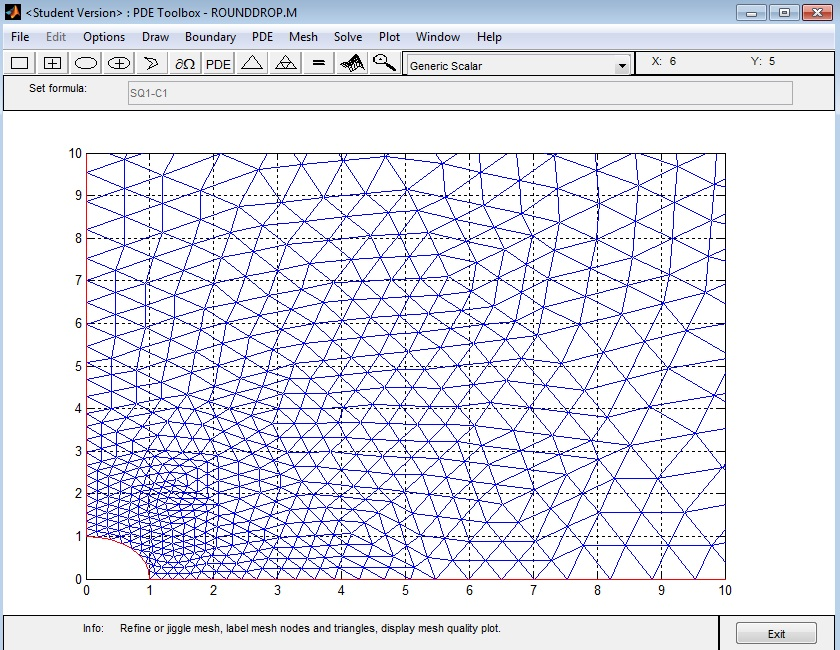 <Student Version> : PDE Toolbox - ROUNDDROP.M
File Edit Options Draw Boundary PDE Mesh Solve Plot Window Help
∂Ω PDE = Generic Scalar X: 6 Y: 5
Set formula: SQ1-C1
10
9
8
7
6
5
4
3
2
1
0
0 1 2 3 4 5 6 7 8 9 10
Info: Refine or jiggle mesh, label mesh nodes and triangles, display mesh quality plot. Exit